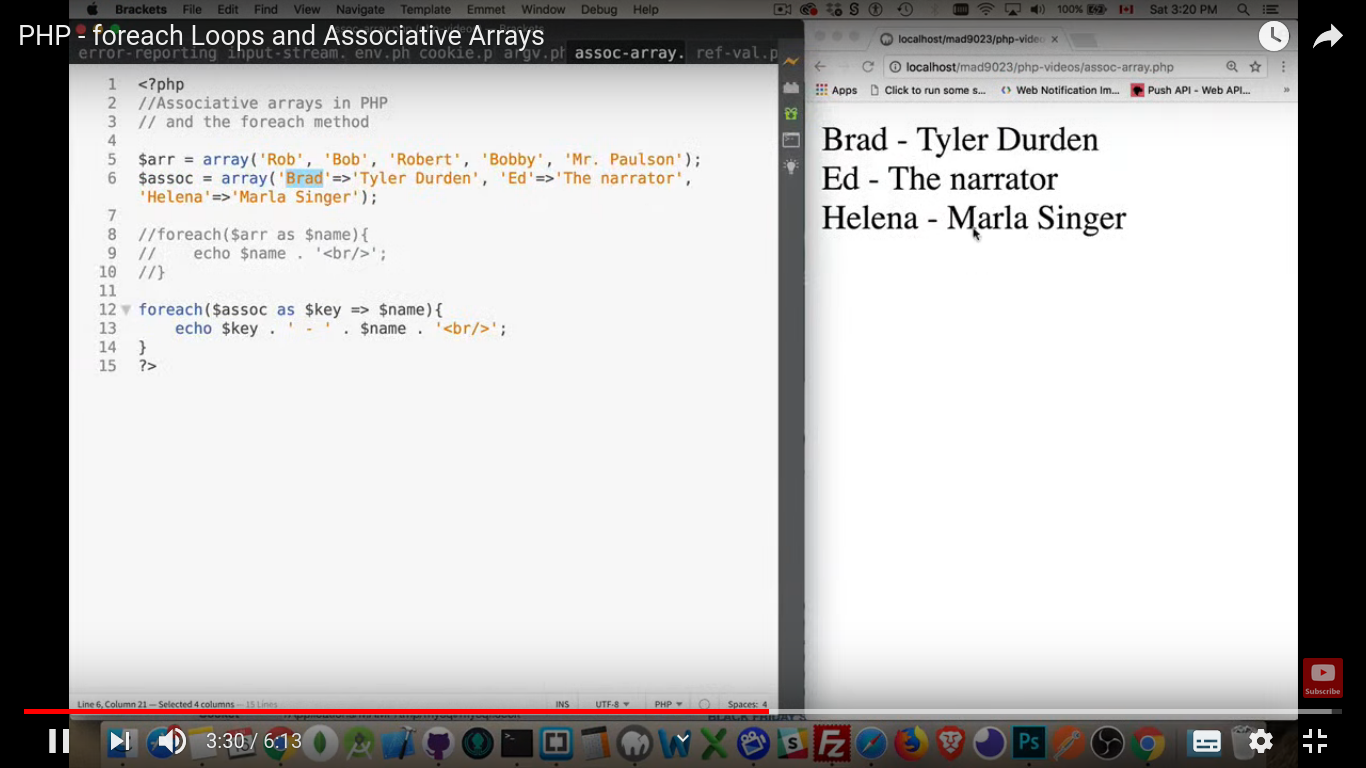 Brackets File Edit Find View Navigate Template Emmet Window Debug Help 100% Sat 3:20 PM
PHP - foreach Loops and Associative Arrays
error-reporting input-stream. env.ph cookie.p argv.ph assoc-array. ref-val.p
1 <?php
2 //Associative arrays in PHP
3 // and the foreach method
4
5 $arr = array('Rob', 'Bob', 'Robert', 'Bobby', 'Mr. Paulson');
6 $assoc = array('Brad'=>'Tyler Durden', 'Ed'=>'The narrator',
'Helena'=>'Marla Singer');
7
8 //foreach($arr as $name){
9 //    echo $name . '<br/>';
10 //}
11
12 foreach($assoc as $key => $name){
13     echo $key . ' - ' . $name . '<br/>';
14 }
15 ?>
localhost/mad9023/php-video
localhost/mad9023/php-videos/assoc-array.php
Apps Click to run some s... Web Notification Im... Push API - Web API... »
Brad - Tyler Durden
Ed - The narrator
Helena - Marla Singer
Subscribe
Line 6, Column 21 — Selected 4 columns — 15 Lines INS UTF-8 PHP Spaces: 4
3:30 / 6:13
Ps